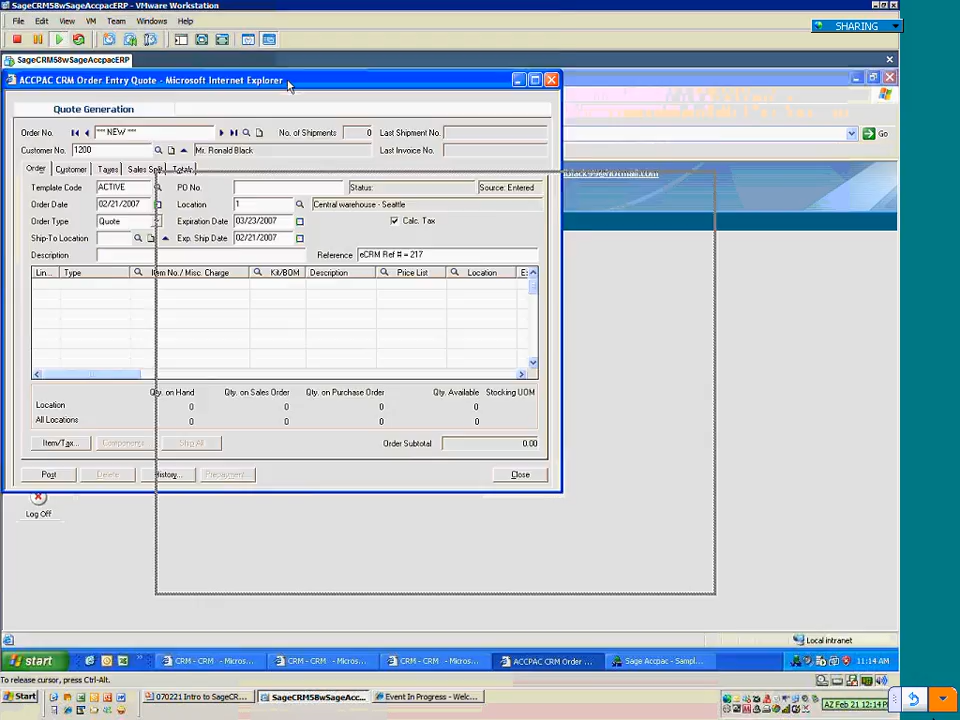 SageCRM58wSageAccpacERP - VMware Workstation
File Edit View VM Team Windows Help
SHARING
SageCRM58wSageAccpacERP
ACCPAC CRM Order Entry Quote - Microsoft Internet Explorer
Go
Quote Generation
Order No. *** NEW *** No. of Shipments 0 Last Shipment No.
Customer No. 1200 Mr. Ronald Black Last Invoice No.
Order Customer Taxes Sales Split Totals
Template Code ACTIVE PO No. Status: Source: Entered
Order Date 02/21/2007 Location 1 Central warehouse - Seattle
Order Type Quote Expiration Date 03/23/2007 Calc. Tax
Ship-To Location Exp. Ship Date 02/21/2007
Description Reference eCRM Ref # = 217
Lin... Type Item No./ Misc. Charge Kit/BOM Description Price List Location
Qty. on Hand Qty. on Sales Order Qty. on Purchase Order Qty. Available Stocking UOM
Location 0 0 0 0
All Locations 0 0 0 0
Item/Tax... Components... Ship All Order Subtotal 0.00
Post Delete History... Prepayment... Close
Log Off
Local intranet
start CRM - CRM - Micros... CRM - CRM - Micros... CRM - CRM - Micros... ACCPAC CRM Order ... Sage Accpac - Sampl... 11:14 AM
To release cursor, press Ctrl-Alt.
Start 070221 Intro to SageCR... SageCRM58wSageAcc... Event In Progress - Welc... AZ Feb 21 12:14P